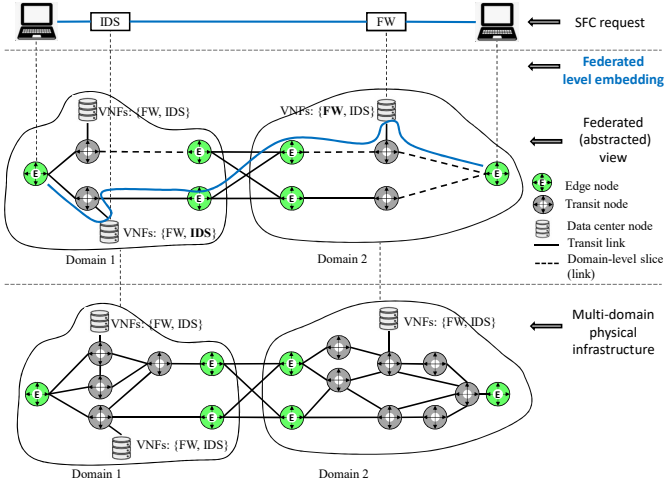 IDS
FW
SFC request
Federated
level embedding
VNFs: {FW, IDS}
VNFs: {FW, IDS}
Federated
(abstracted)
view
E
E
E
E
E
E
Edge node
Transit node
Data center node
Transit link
Domain-level slice
(link)
E
E
VNFs: {FW, IDS}
Domain 1
Domain 2
VNFs: {FW, IDS}
VNFs: {FW, IDS}
Multi-domain
physical
infrastructure
E
E
E
E
E
E
VNFs: {FW, IDS}
Domain 1
Domain 2